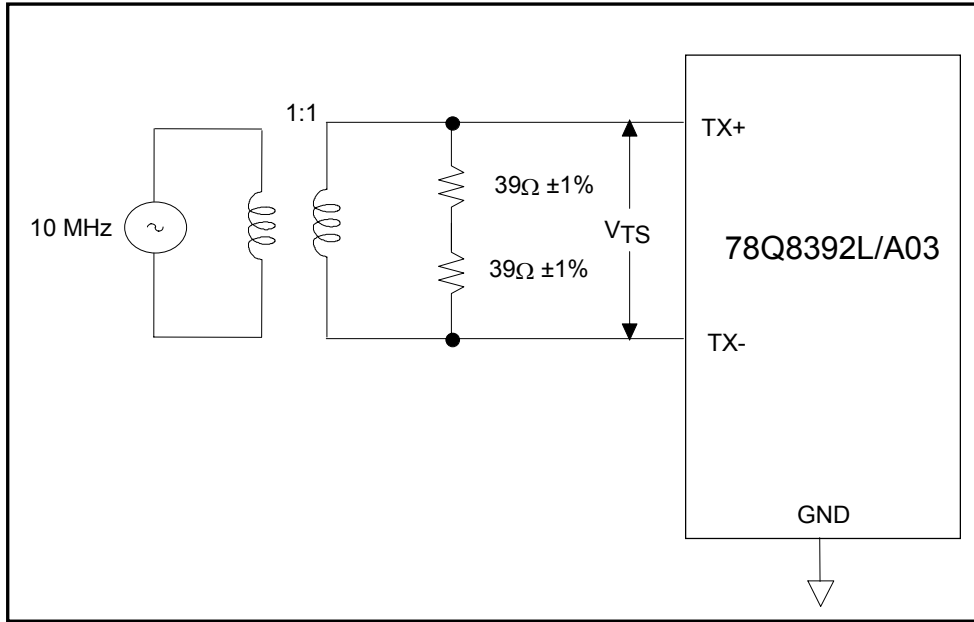 1:1
TX+
39Ω ±1%
10 MHz
~
VTS
78Q8392L/A03
39Ω ±1%
TX-
GND